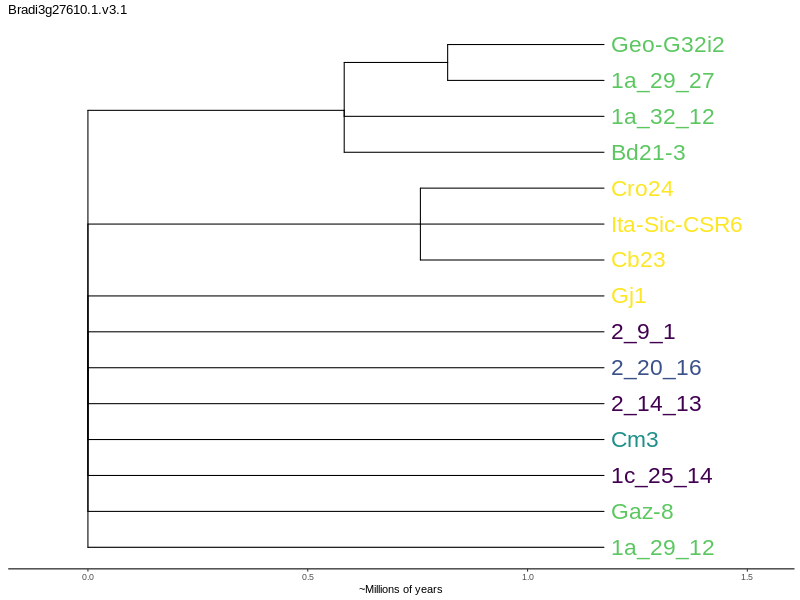 Bradi3g27610.1.v3.1
Geo-G32i2
1a_29_27
1a_32_12
Bd21-3
Cro24
Ita-Sic-CSR6
Cb23
Gj1
2_9_1
2_20_16
2_14_13
Cm3
1c_25_14
Gaz-8
1a_29_12
0.0 0.5 1.0 1.5
~Millions of years